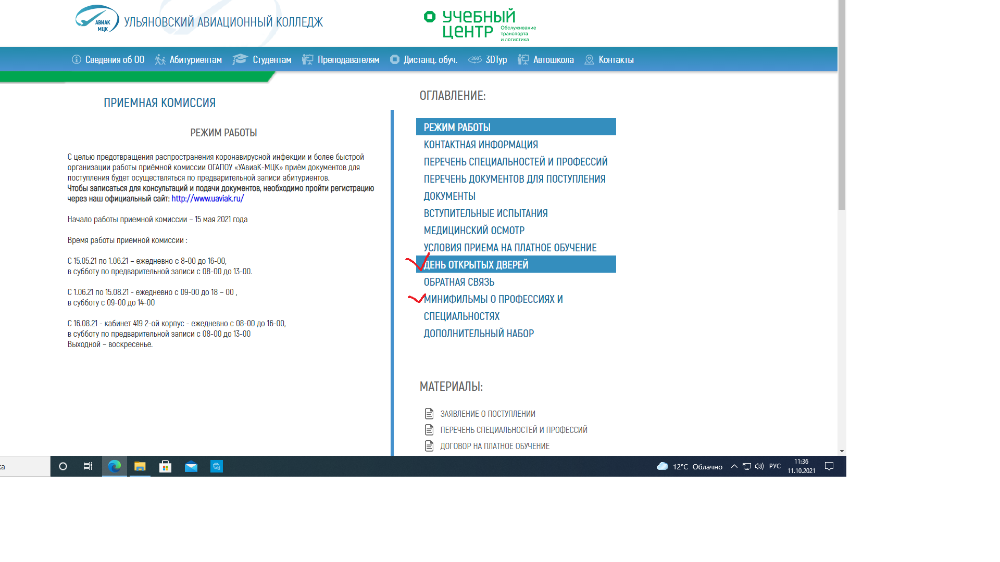 АВИАК
МЦК
УЛЬЯНОВСКИЙ АВИАЦИОННЫЙ КОЛЛЕДЖ
УЧЕБНЫЙ
ЦЕНТР
Обслуживание
транспорта
и логистика
Сведения об ОО
Абитуриентам
Студентам
Преподавателям
Дистанц. обуч.
360°
3DТур
Автошкола
Контакты
ПРИЕМНАЯ КОМИССИЯ
РЕЖИМ РАБОТЫ
С целью предотвращения распространения коронавирусной инфекции и более быстрой
организации работы приёмной комиссии ОГАПОУ «УАвиаК-МЦК» приём документов для
поступления будет осуществляться по предварительной записи абитуриентов.
Чтобы записаться для консультаций и подачи документов, необходимо пройти регистрацию
через наш официальный сайт: http://www.uaviak.ru/
Начало работы приемной комиссии – 15 мая 2021 года
Время работы приемной комиссии :
С 15.05.21 по 1.06.21 – ежедневно с 8-00 до 16-00,
в субботу по предварительной записи с 08-00 до 13-00.
С 1.06.21 по 15.08.21 - ежедневно с 09-00 до 18 – 00 ,
в субботу с 09-00 до 14-00
С 16.08.21 - кабинет 419 2-ой корпус - ежедневно с 08-00 до 16-00,
в субботу по предварительной записи с 08-00 до 13-00
Выходной – воскресенье.
ОГЛАВЛЕНИЕ:
РЕЖИМ РАБОТЫ
КОНТАКТНАЯ ИНФОРМАЦИЯ
ПЕРЕЧЕНЬ СПЕЦИАЛЬНОСТЕЙ И ПРОФЕССИЙ
ПЕРЕЧЕНЬ ДОКУМЕНТОВ ДЛЯ ПОСТУПЛЕНИЯ
ДОКУМЕНТЫ
ВСТУПИТЕЛЬНЫЕ ИСПЫТАНИЯ
МЕДИЦИНСКИЙ ОСМОТР
УСЛОВИЯ ПРИЕМА НА ПЛАТНОЕ ОБУЧЕНИЕ
ДЕНЬ ОТКРЫТЫХ ДВЕРЕЙ
ОБРАТНАЯ СВЯЗЬ
МИНИФИЛЬМЫ О ПРОФЕССИЯХ И
СПЕЦИАЛЬНОСТЯХ
ДОПОЛНИТЕЛЬНЫЙ НАБОР
МАТЕРИАЛЫ:
ЗАЯВЛЕНИЕ О ПОСТУПЛЕНИИ
ПЕРЕЧЕНЬ СПЕЦИАЛЬНОСТЕЙ И ПРОФЕССИЙ
ДОГОВОР НА ПЛАТНОЕ ОБУЧЕНИЕ
ка
12°C Облачно
РУС
11:36
11.10.2021